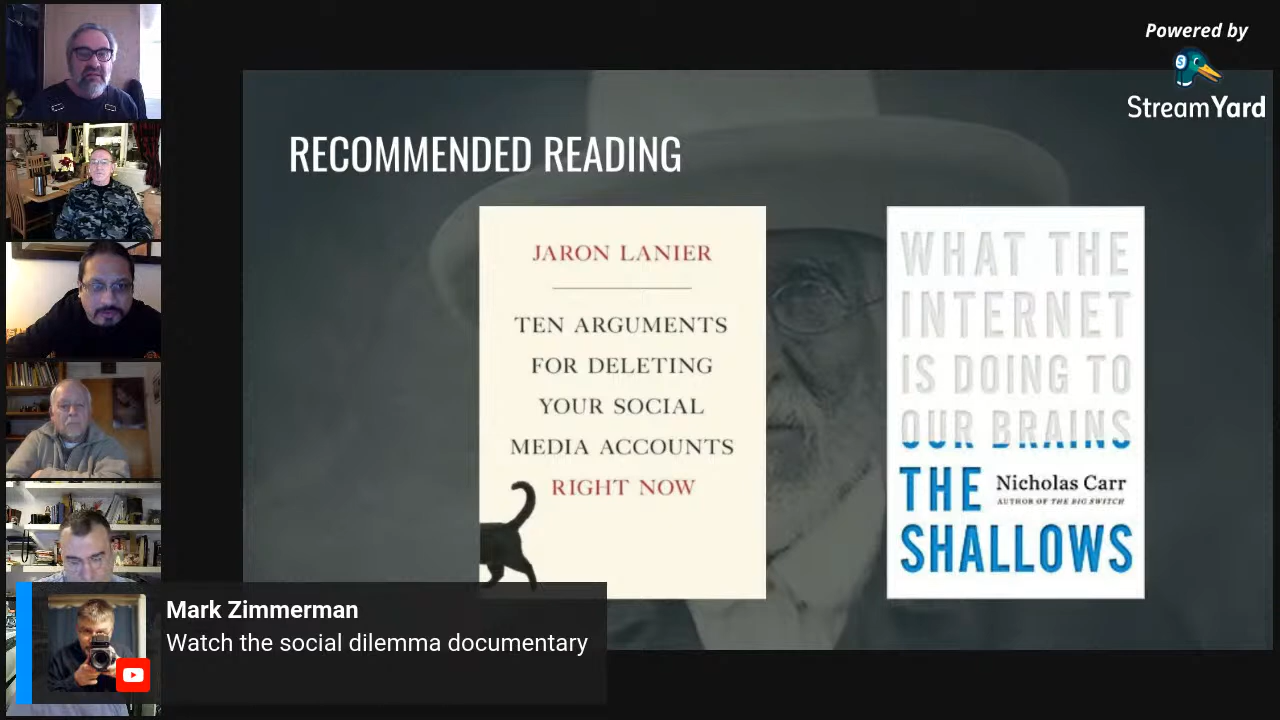 Powered by
StreamYard
RECOMMENDED READING
JARON LANIER
TEN ARGUMENTS
FOR DELETING
YOUR SOCIAL
MEDIA ACCOUNTS
RIGHT NOW
WHAT THE
INTERNET
IS DOING TO
OUR BRAINS
THE
Nicholas Carr
AUTHOR OF THE BIG SWITCH
SHALLOWS
Mark Zimmerman
Watch the social dilemma documentary